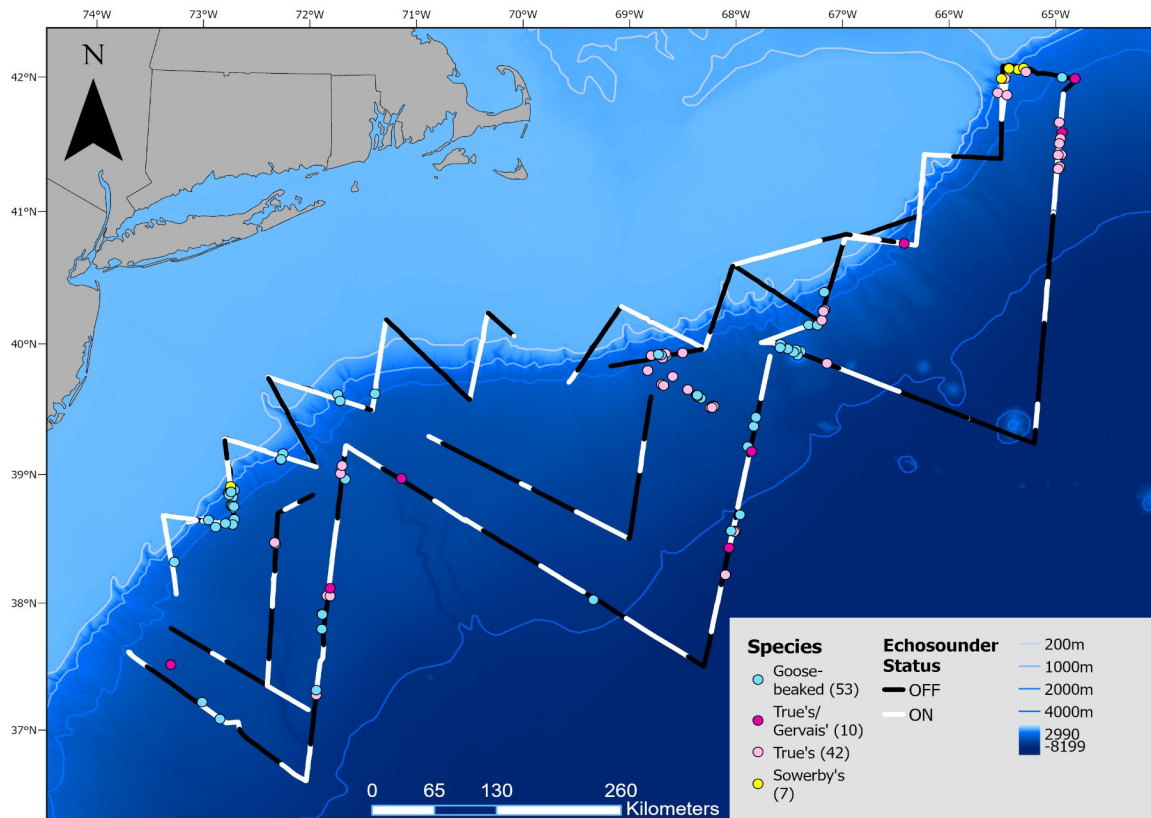 74°W 73°W 72°W 71°W 70°W 69°W 68°W 67°W 66°W 65°W
N
42°N
41°N
40°N
39°N
38°N
37°N
Species
Goose-
beaked (53)
True's/
Gervais' (10)
True's (42)
Sowerby's
(7)
Echosounder
Status
OFF
ON
200m
1000m
2000m
4000m
2990
-8199
0 65 130 260
Kilometers